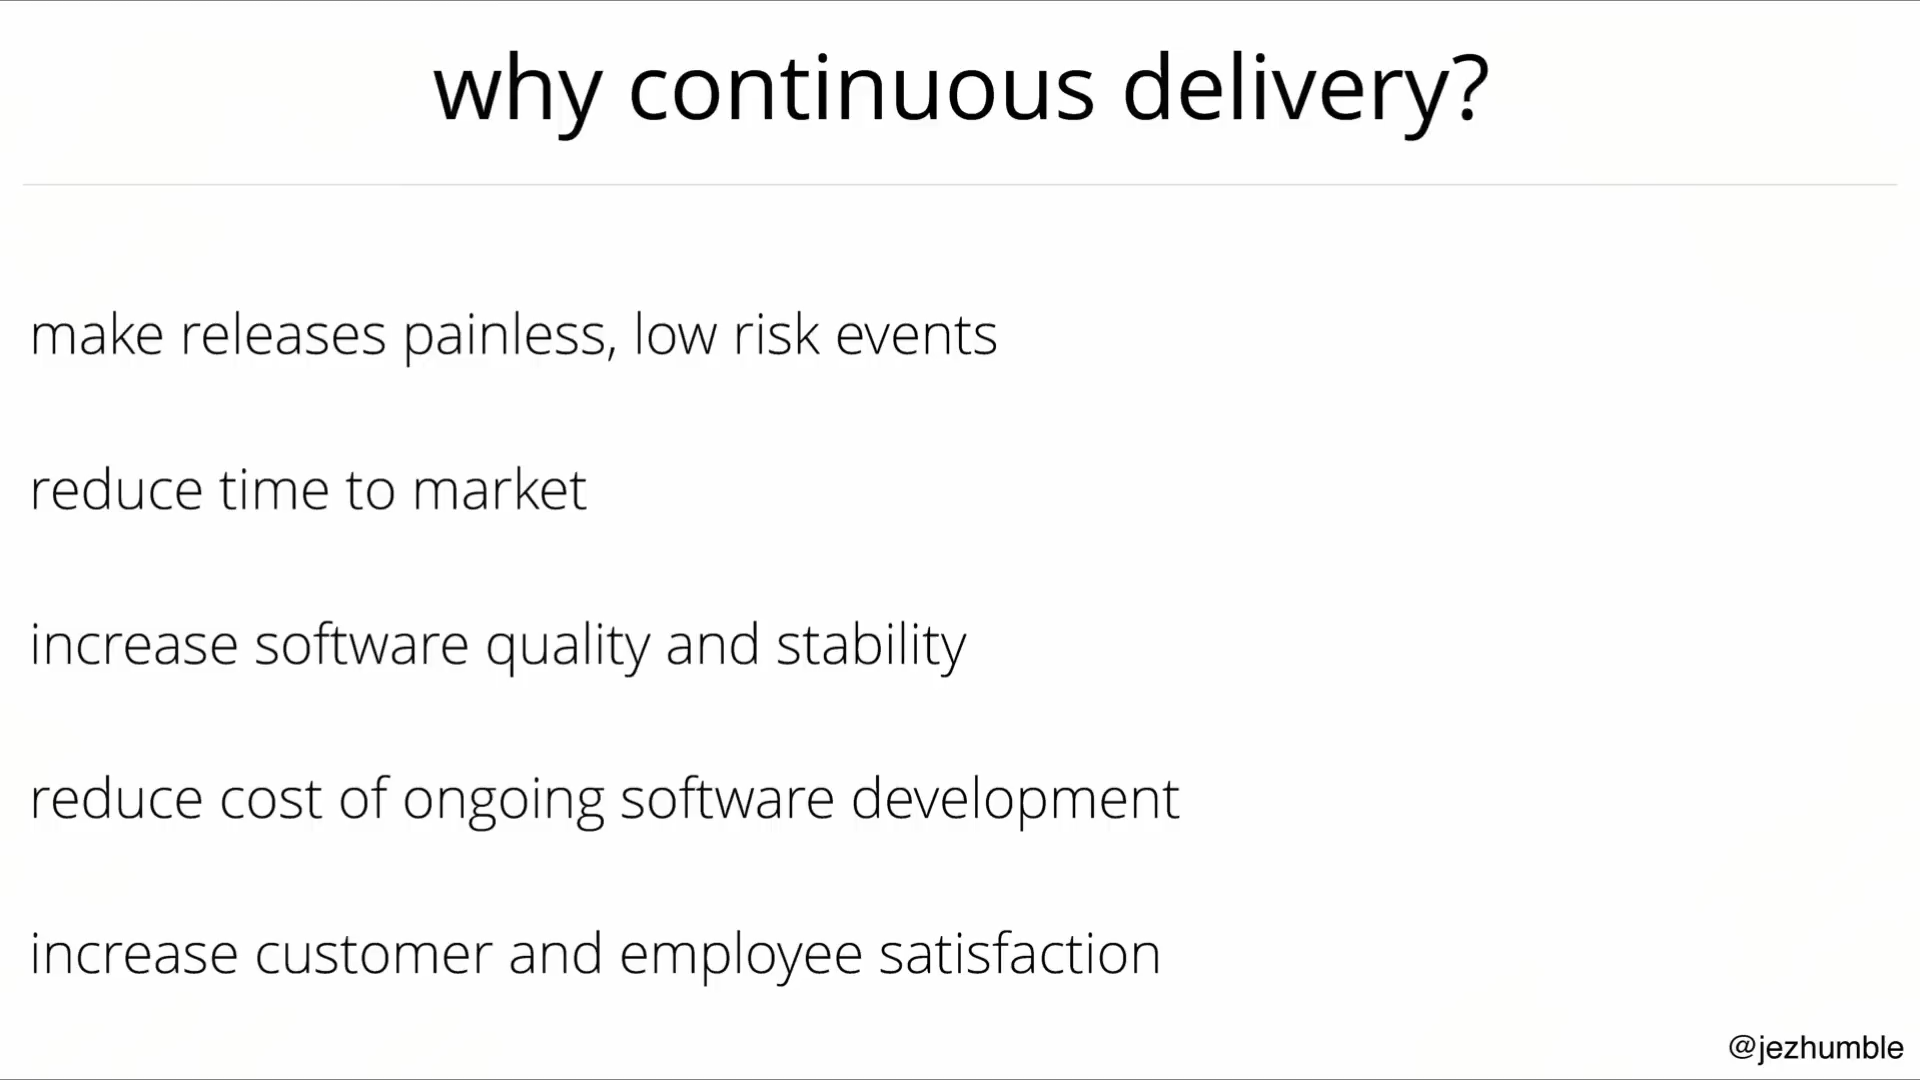 why continuous delivery?
make releases painless, low risk events
reduce time to market
increase software quality and stability
reduce cost of ongoing software development
increase customer and employee satisfaction
@jezhumble